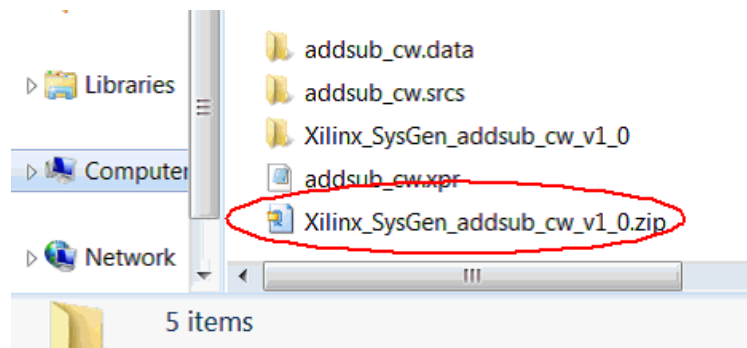 addsub_cw.data
Libraries
addsub_cw.srcs
Xilinx_SysGen_addsub_cw_v1_0
Computer
addsub_cw.xpr
Xilinx_SysGen_addsub_cw_v1_0.zip
Network
5 items